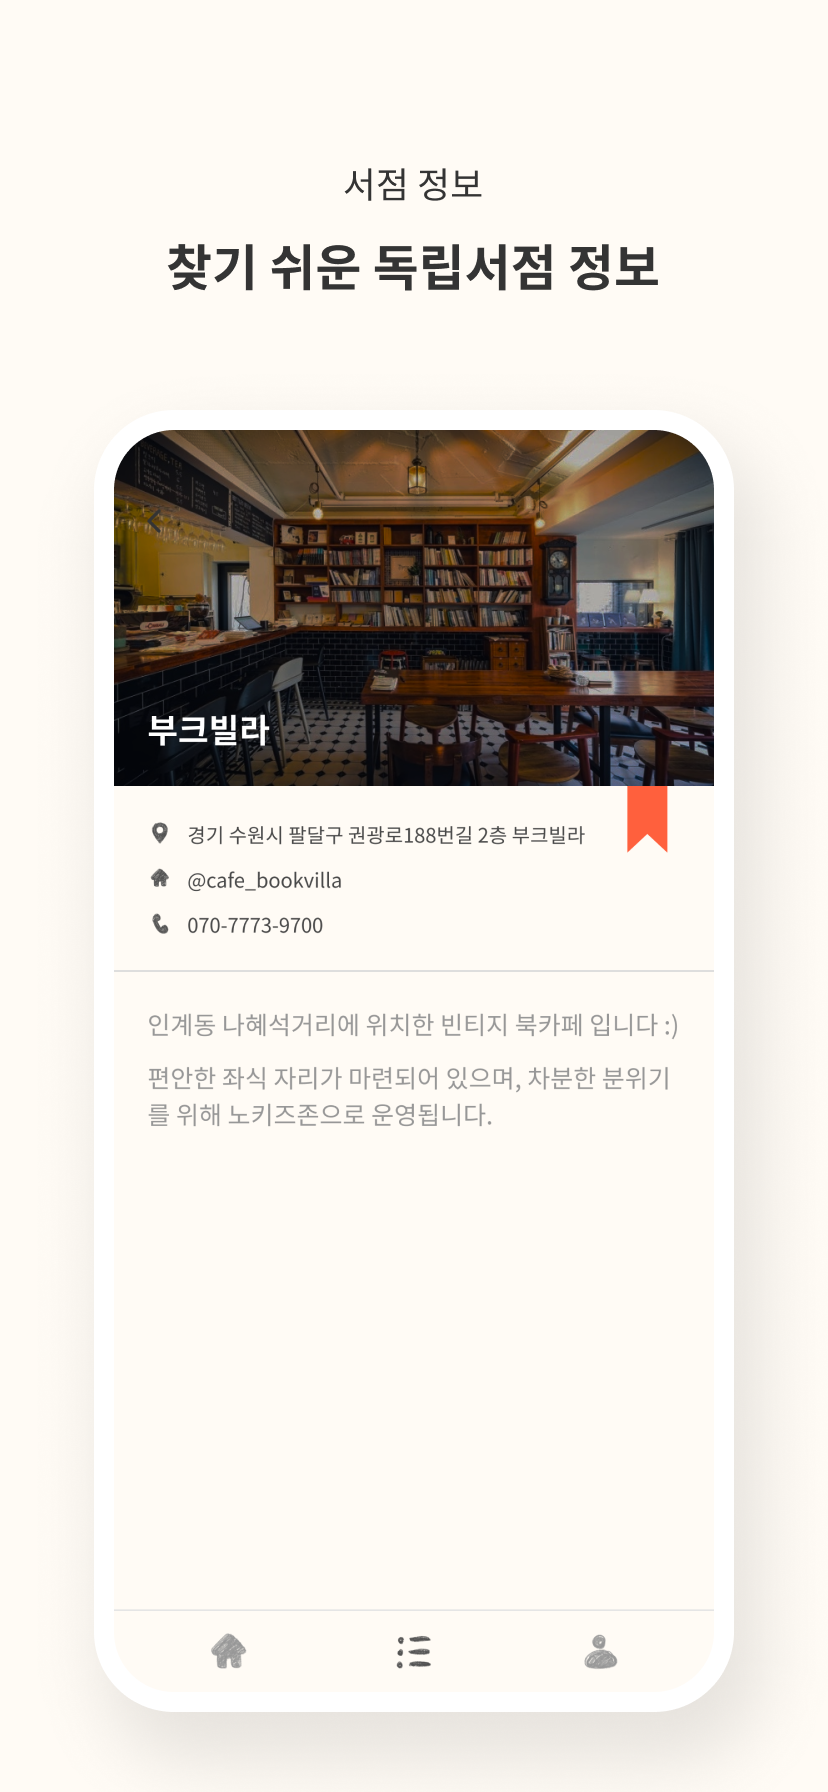 서점 정보
찾기 쉬운 독립서점 정보
부크빌라
경기 수원시 팔달구 권광로188번길 2층 부크빌라
@cafe_bookvilla
070-7773-9700
인계동 나혜석거리에 위치한 빈티지 북카페 입니다 :)
편안한 좌식 자리가 마련되어 있으며, 차분한 분위기
를 위해 노키즈존으로 운영됩니다.